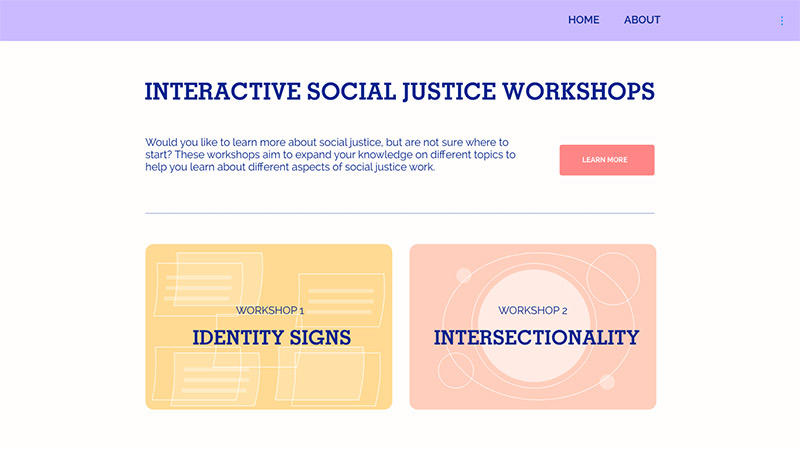 HOME ABOUT
INTERACTIVE SOCIAL JUSTICE WORKSHOPS
Would you like to learn more about social justice, but are not sure where to
start? These workshops aim to expand your knowledge on different topics to
help you learn about different aspects of social justice work.
LEARN MORE
WORKSHOP 1
IDENTITY SIGNS
WORKSHOP 2
INTERSECTIONALITY